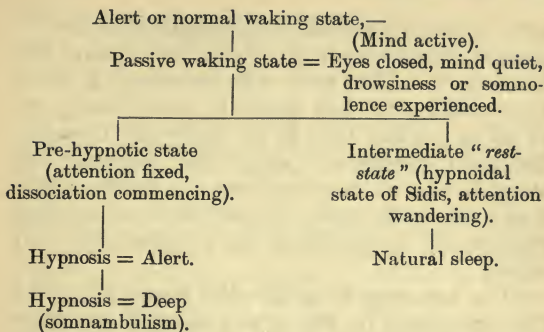 Alert or normal waking state,—
(Mind active).
Passive waking state = Eyes closed, mind quiet,
drowsiness or somno-
lence experienced.
Pre-hypnotic state
(attention fixed,
dissociation commencing).
Hypnosis = Alert.
Hypnosis = Deep
(somnambulism).
Intermediate "rest-
state" (hypnoidal
state of Sidis, attention
wandering).
Natural sleep.